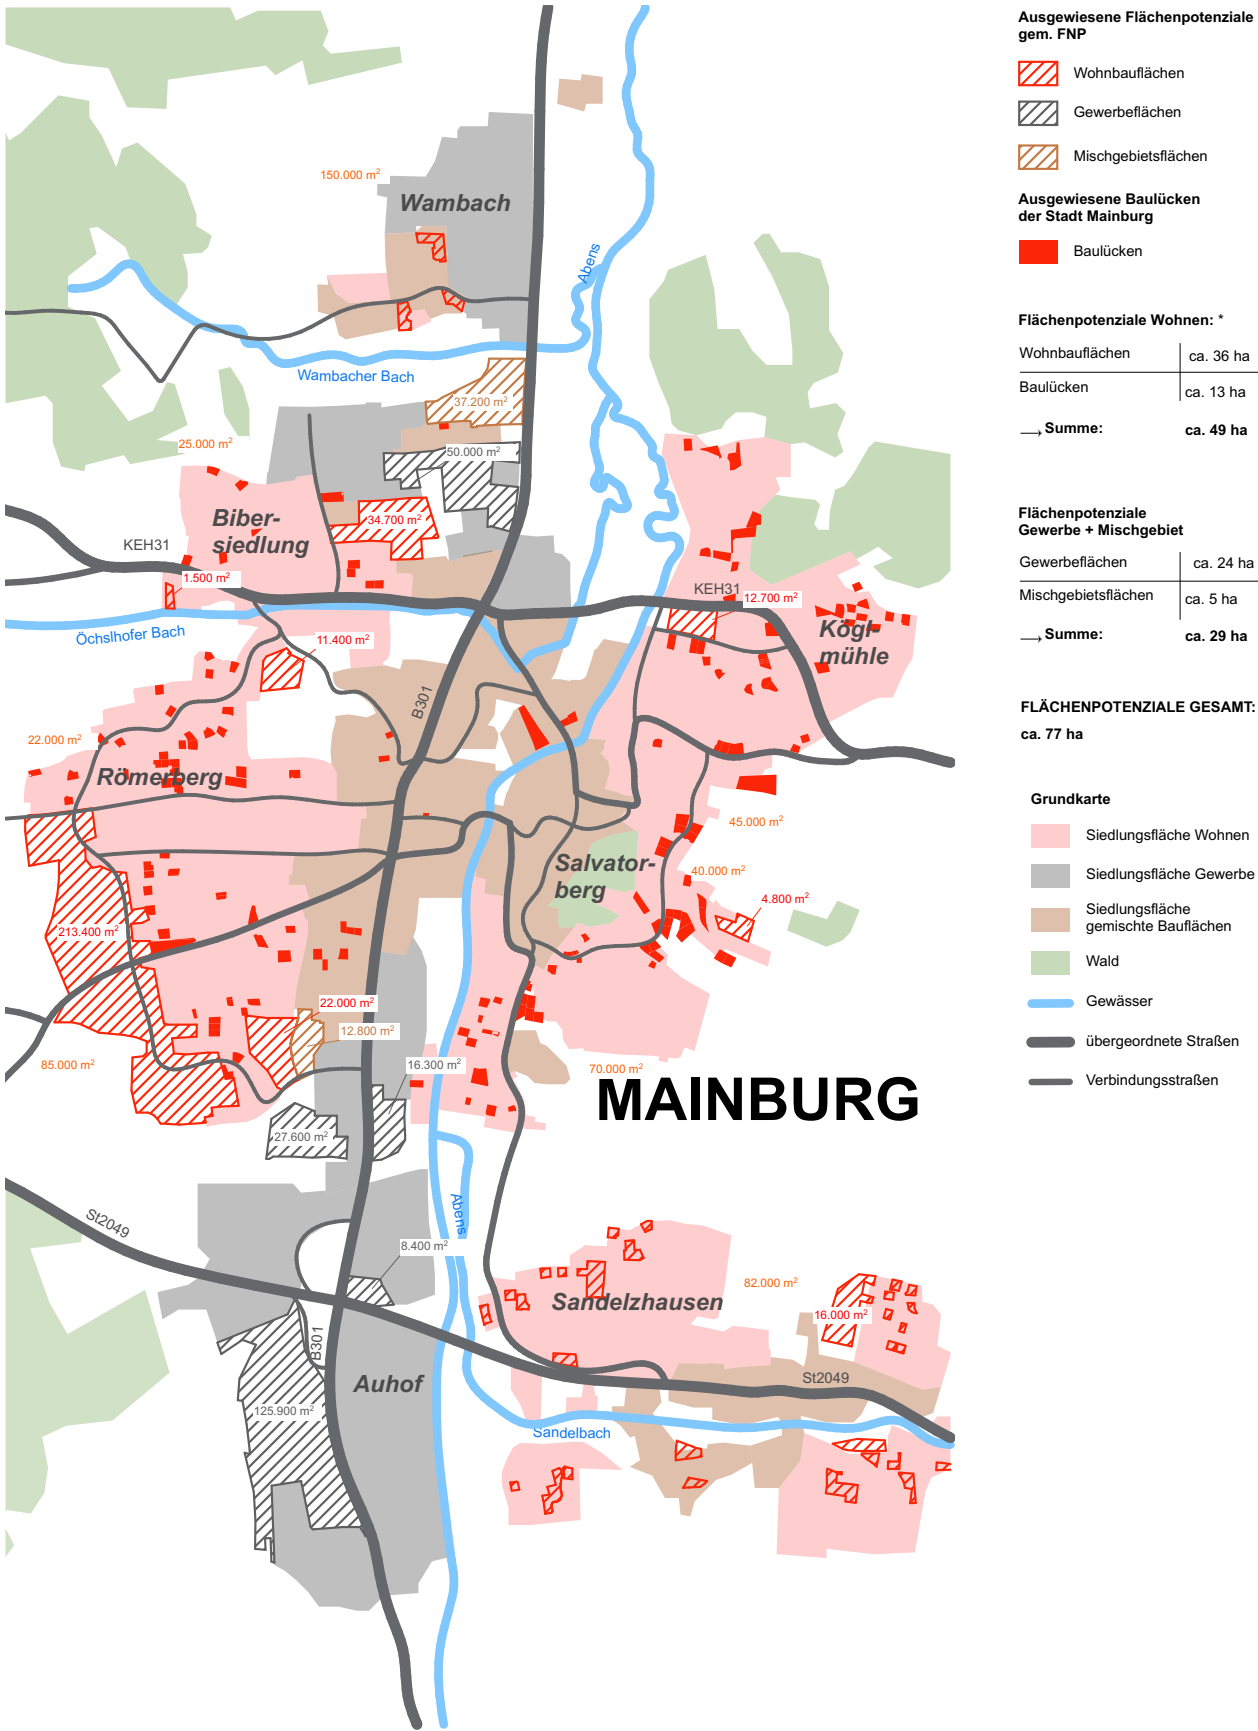 150.000 m²
Wambach
Abens
Wambacher Bach
37.200 m²
25.000 m²
50.000 m²
34.700 m²
Biber-
siedlung
KEH31
1.500 m²
KEH31
12.700 m²
Öchslhofer Bach
11.400 m²
Kögl-
mühle
B301
22.000 m²
Römerberg
45.000 m²
Salvator-
berg
40.000 m²
4.800 m²
213.400 m²
22.000 m²
12.800 m²
85.000 m²
16.300 m²
70.000 m²
MAINBURG
27.600 m²
Abens
St2049
8.400 m²
82.000 m²
Sandelzhausen
16.000 m²
B301
Auhof
St2049
125.900 m²
Sandelbach
Ausgewiesene Flächenpotenziale
gem. FNP
Wohnbauflächen
Gewerbeflächen
Mischgebietsflächen
Ausgewiesene Baulücken
der Stadt Mainburg
Baulücken
Flächenpotenziale Wohnen: *
Wohnbauflächen ca. 36 ha
Baulücken ca. 13 ha
→ Summe: ca. 49 ha
Flächenpotenziale
Gewerbe + Mischgebiet
Gewerbeflächen ca. 24 ha
Mischgebietsflächen ca. 5 ha
→ Summe: ca. 29 ha
FLÄCHENPOTENZIALE GESAMT:
ca. 77 ha
Grundkarte
Siedlungsfläche Wohnen
Siedlungsfläche Gewerbe
Siedlungsfläche
gemischte Bauflächen
Wald
Gewässer
übergeordnete Straßen
Verbindungsstraßen